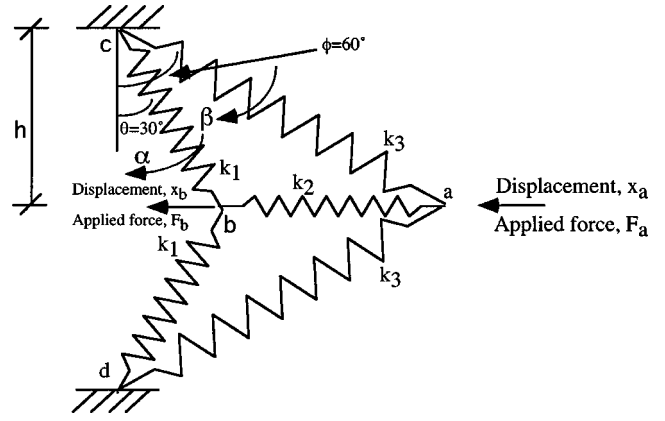 c
ϕ=60°
h
θ=30°
β
α
k1
k3
k2
a
Displacement, xb
Applied force, Fb
b
Displacement, xa
Applied force, Fa
k1
k3
d